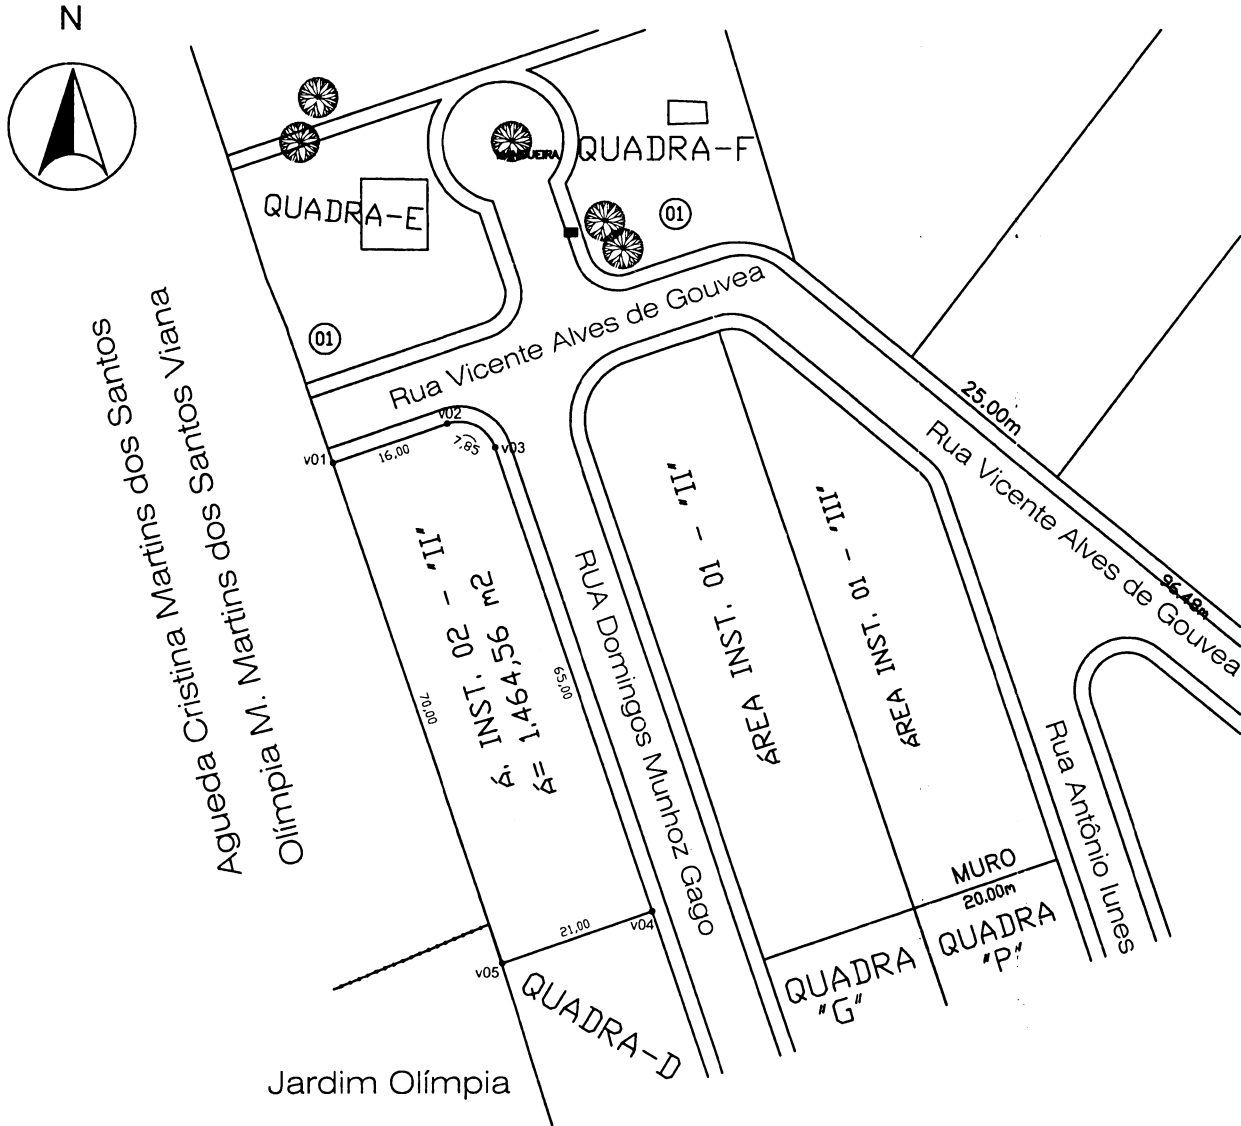 N
MANGUEIRA
QUADRA-F
QUADRA-E
01
01
Rua Vicente Alves de Gouvea
Agueda Cristina Martins dos Santos
Olímpia M. Martins dos Santos Viana
v01
16,00
v02
7,85
v03
25.00m
Rua Vicente Alves de Gouvea
96.48m
Á. INST. 02 - "II"
Á= 1.464,56 m2
70,00
65,00
RUA Domingos Munhoz Gago
ÁREA INST. 01 - "II"
ÁREA INST. 01 - "III"
Rua Antônio Iunes
MURO
20.00m
21,00
v04
v05
QUADRA-D
QUADRA
"G"
QUADRA
"P"
Jardim Olímpia